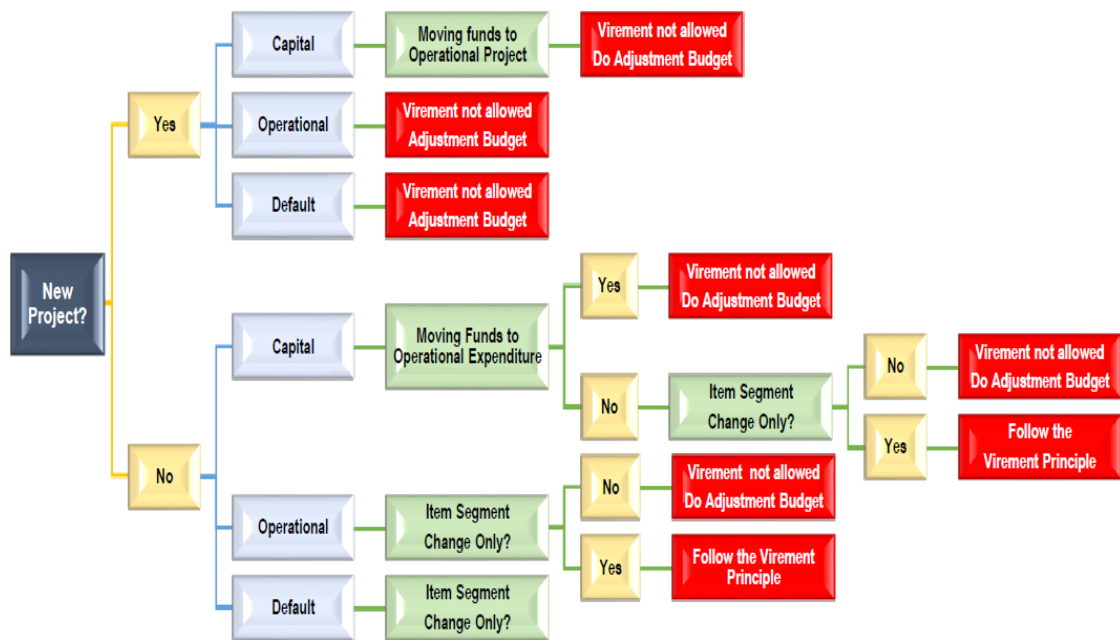 New
Project?
Yes
Capital
Moving funds to
Operational Project
Virement not allowed
Do Adjustment Budget
Operational
Virement not allowed
Adjustment Budget
Default
Virement not allowed
Adjustment Budget
No
Capital
Moving Funds to
Operational Expenditure
Yes
Virement not allowed
Do Adjustment Budget
No
Item Segment
Change Only?
No
Virement not allowed
Do Adjustment Budget
Yes
Follow the
Virement Principle
Operational
Item Segment
Change Only?
No
Virement not allowed
Do Adjustment Budget
Yes
Follow the Virement
Principle
Default
Item Segment
Change Only?